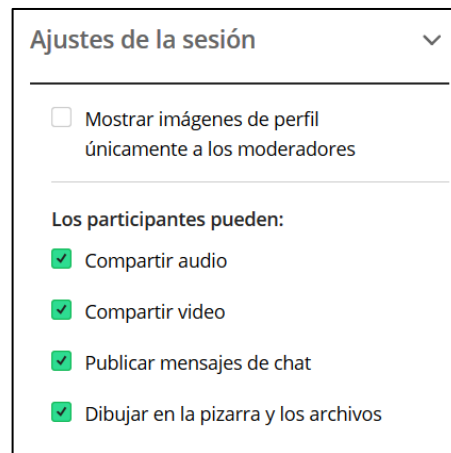 Ajustes de la sesión
Mostrar imágenes de perfil
únicamente a los moderadores
Los participantes pueden:
Compartir audio
Compartir video
Publicar mensajes de chat
Dibujar en la pizarra y los archivos